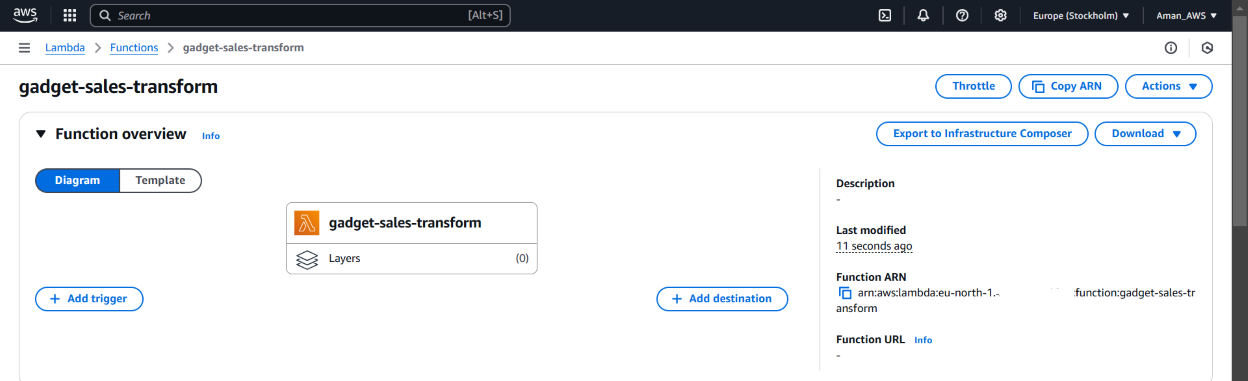 aws
Search [Alt+S] Europe (Stockholm) Aman_AWS
Lambda Functions gadget-sales-transform
gadget-sales-transform
Throttle Copy ARN Actions
Function overview Info
Export to Infrastructure Composer Download
Diagram Template
gadget-sales-transform
Layers (0)
+ Add trigger
+ Add destination
Description
-
Last modified
11 seconds ago
Function ARN
arn:aws:lambda:eu-north-1 :function:gadget-sales-tr
ansform
Function URL Info
-